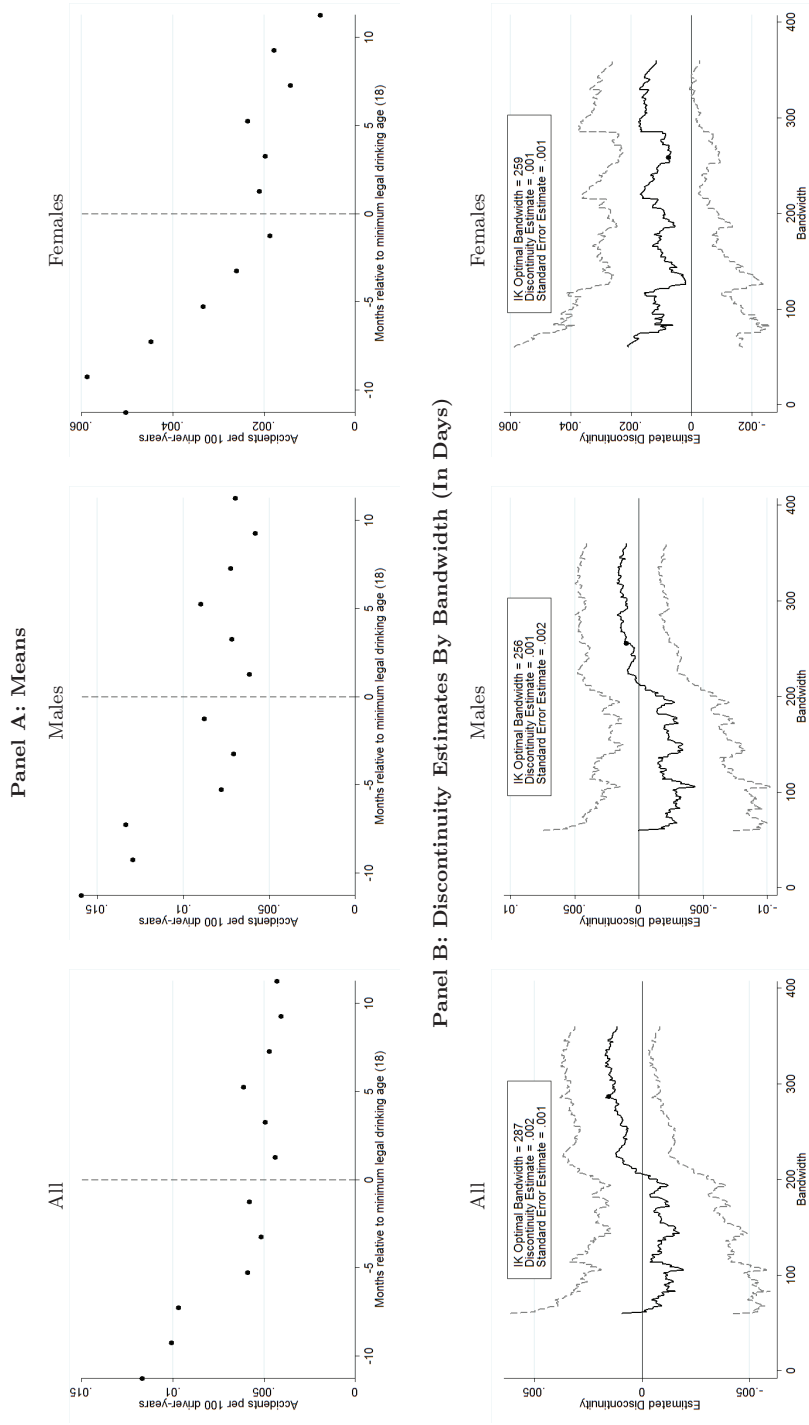 Panel A: Means
All
Accidents per 100 driver-years
.015
.01
.005
0
-10
-5
0
5
10
Months relative to minimum legal drinking age (18)
Males
Accidents per 100 driver-years
.015
.01
.005
0
-10
-5
0
5
10
Months relative to minimum legal drinking age (18)
Females
Accidents per 100 driver-years
.006
.004
.002
0
-10
-5
0
5
10
Months relative to minimum legal drinking age (18)
Panel B: Discontinuity Estimates By Bandwidth (In Days)
All
IK Optimal Bandwidth = 287
Discontinuity Estimate = .002
Standard Error Estimate = .001
Estimated Discontinuity
.005
0
-.005
0
100
200
300
400
Bandwidth
Males
IK Optimal Bandwidth = 256
Discontinuity Estimate = .001
Standard Error Estimate = .002
Estimated Discontinuity
.01
.005
0
-.005
-.01
0
100
200
300
400
Bandwidth
Females
IK Optimal Bandwidth = 259
Discontinuity Estimate = .001
Standard Error Estimate = .001
Estimated Discontinuity
.006
.004
.002
0
-.002
0
100
200
300
400
Bandwidth